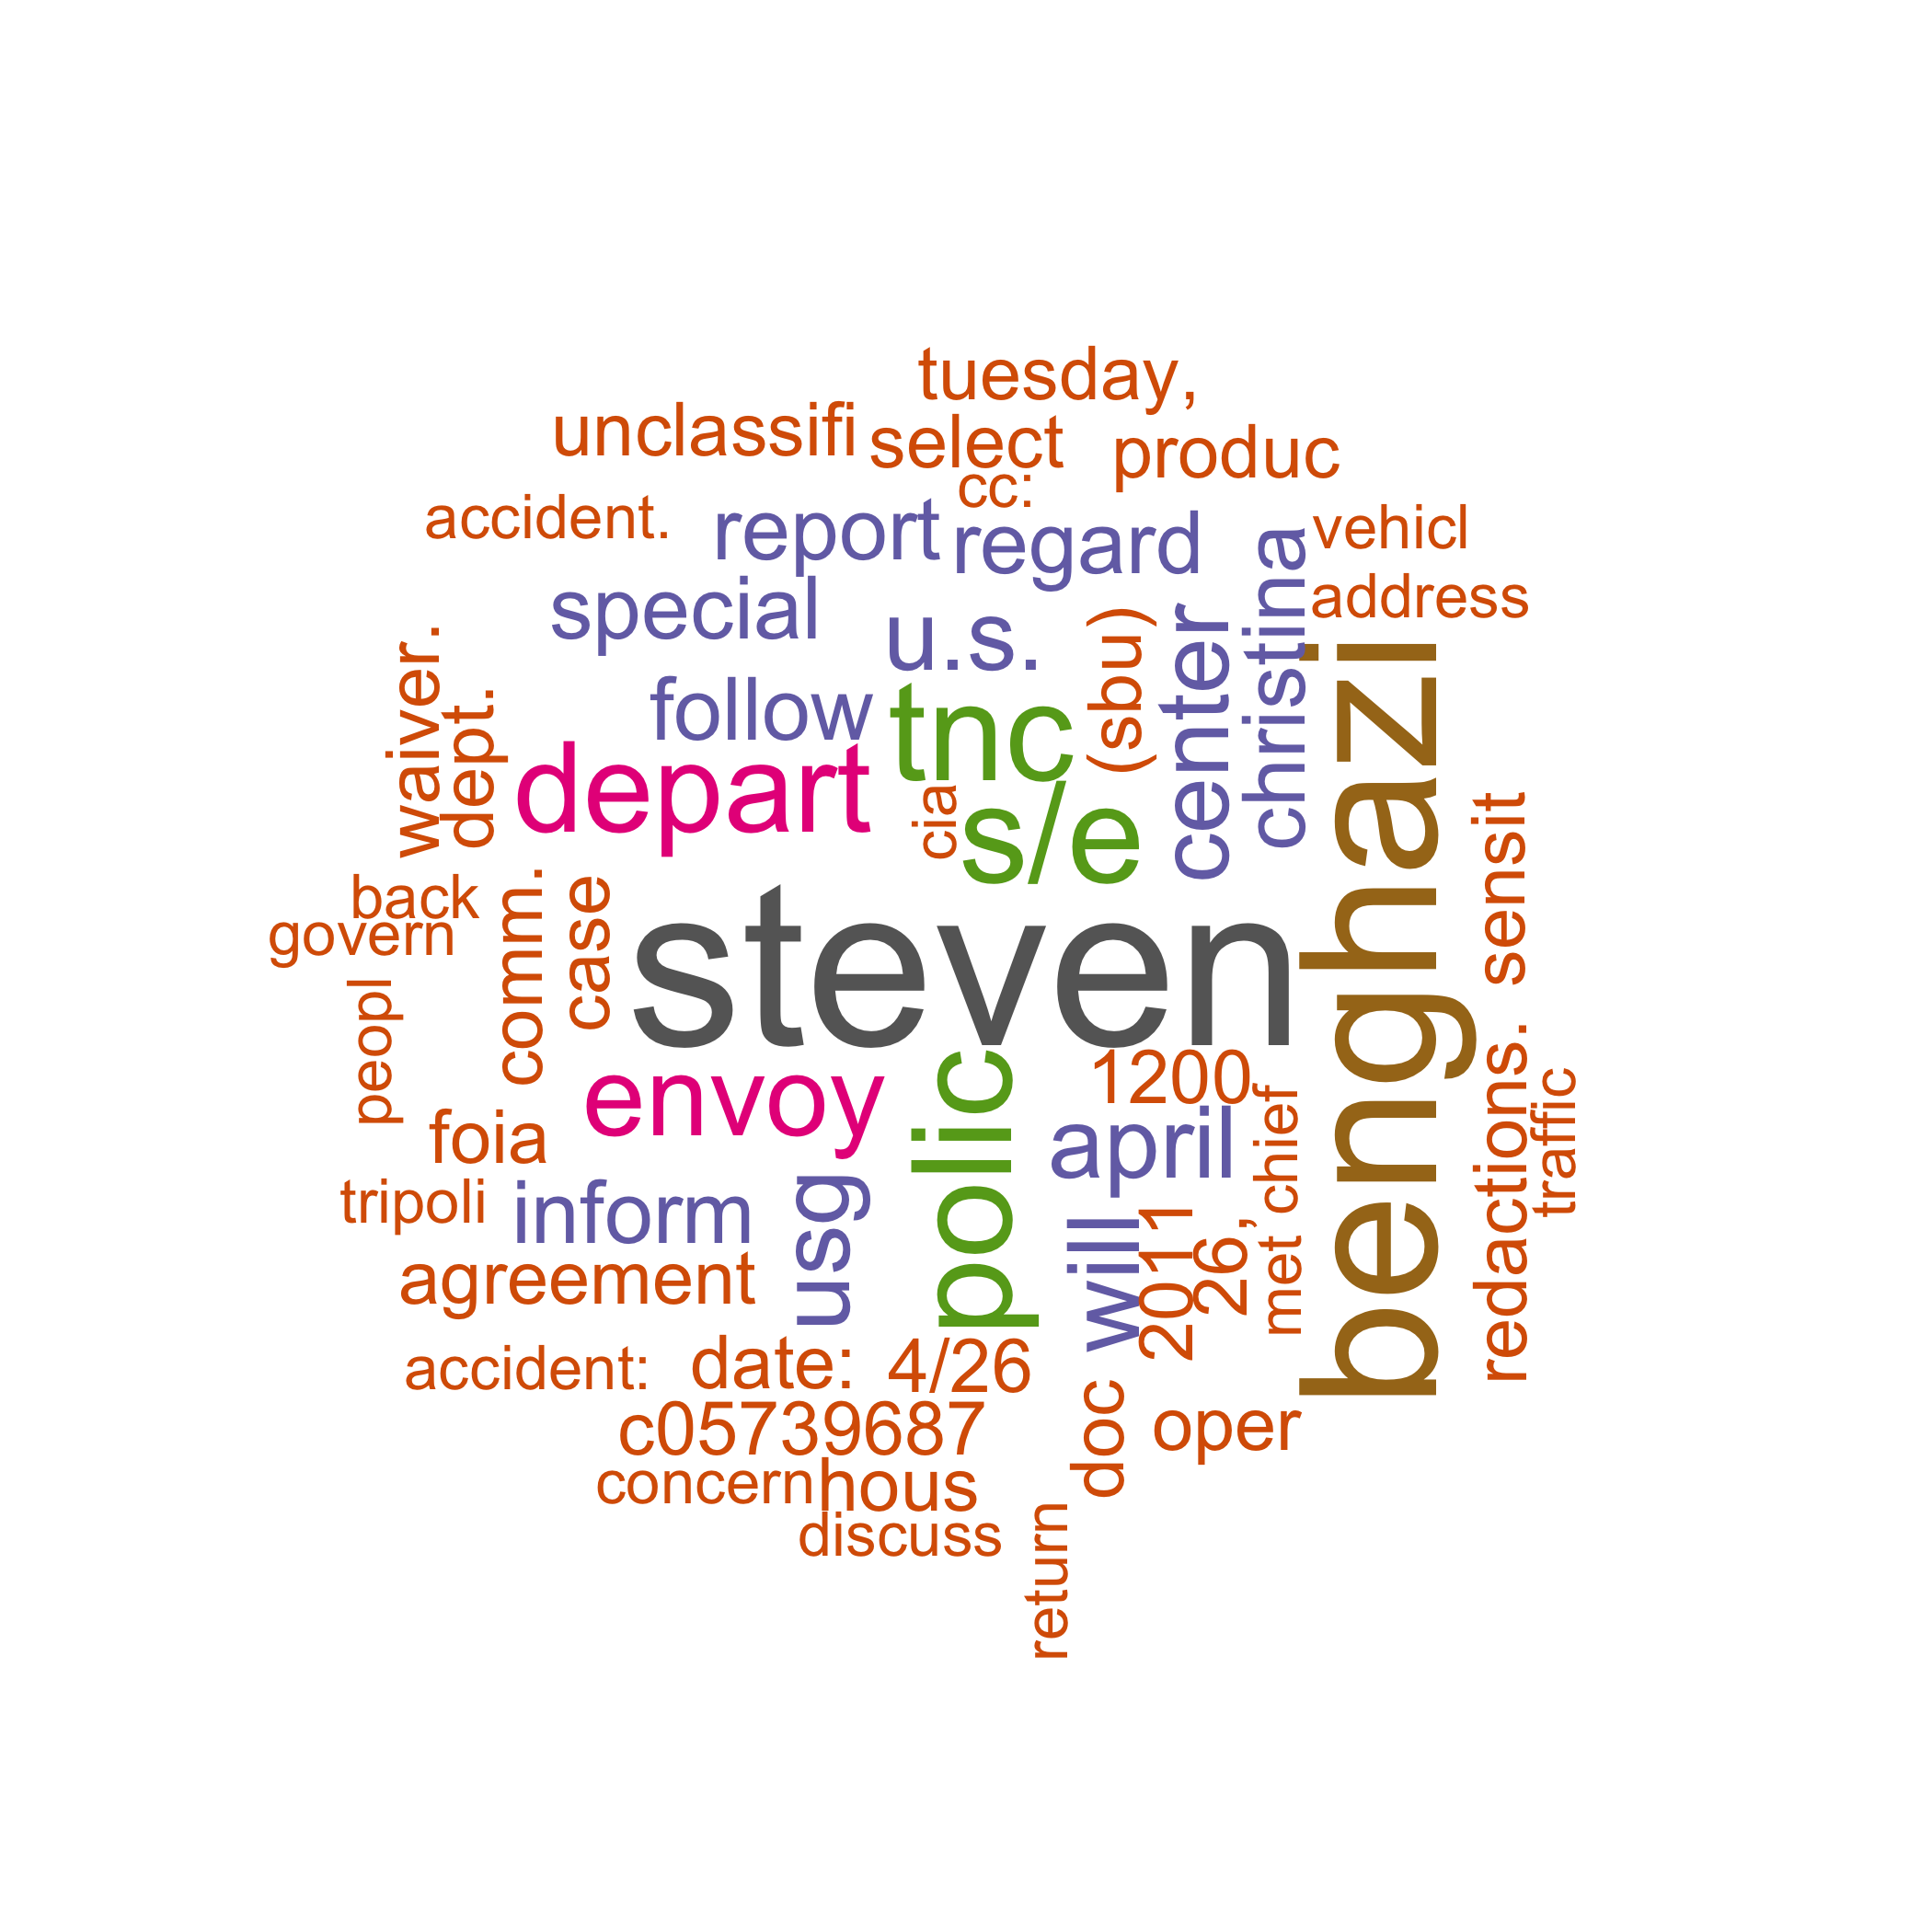 tuesday,
unclassifi
select
produc
cc:
accident.
report
regard
vehicl
special
u.s.
(sbu)
center
christina
address
waiver.
dept.
follow
tnc
depart
cia
s/e
benghazi
sensit
back
govern
comm.
case
steven
peopl
envoy
polic
1200
chief
redactions.
traffic
foia
april
tripoli
inform
usg
will
2011
26,
met
agreement
accident:
date:
4/26
c05739687
doc
oper
concern
hous
discuss
return